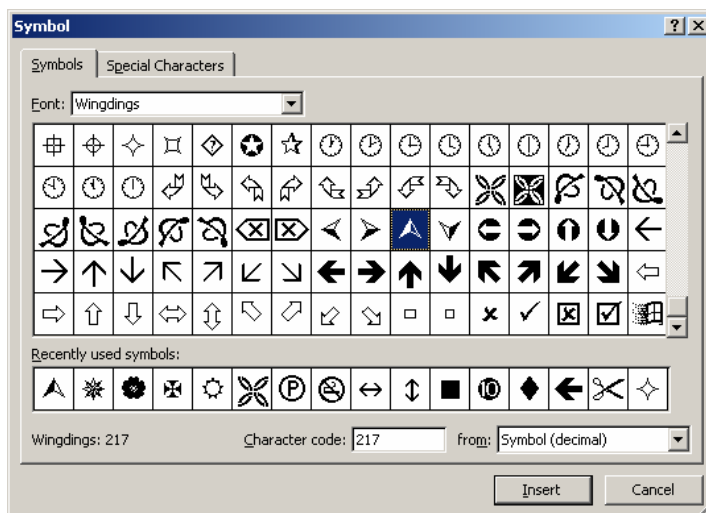 Symbol
Symbols
Special Characters
Font: Wingdings
Recently used symbols:
Wingdings: 217
Character code: 217
from: Symbol (decimal)
Insert
Cancel